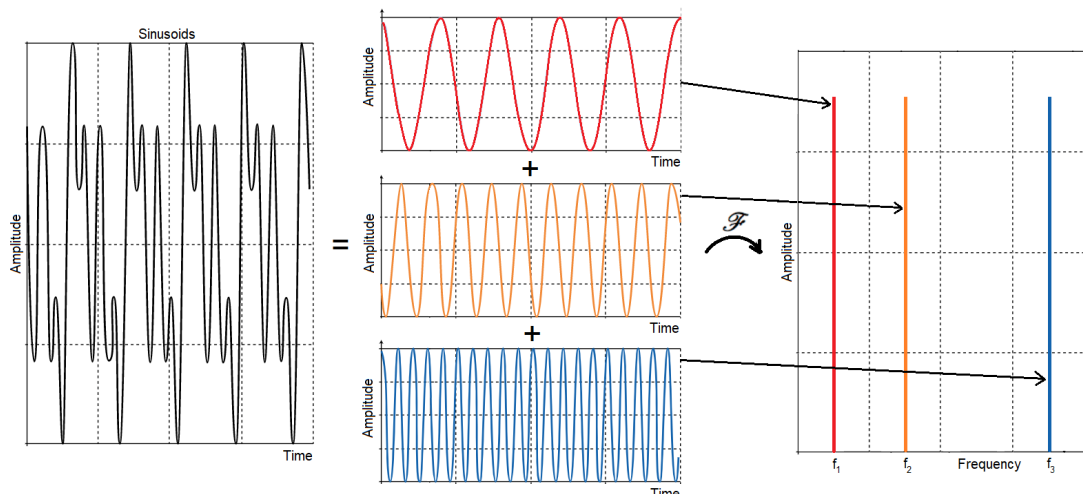 Sinusoids
Amplitude
Time
=
Amplitude
Time
+
Amplitude
Time
+
Amplitude
Time
ℱ
Amplitude
f₁ f₂ Frequency f₃